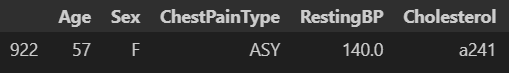 Age Sex ChestPainType RestingBP Cholesterol
922 57 F ASY 140.0 a241